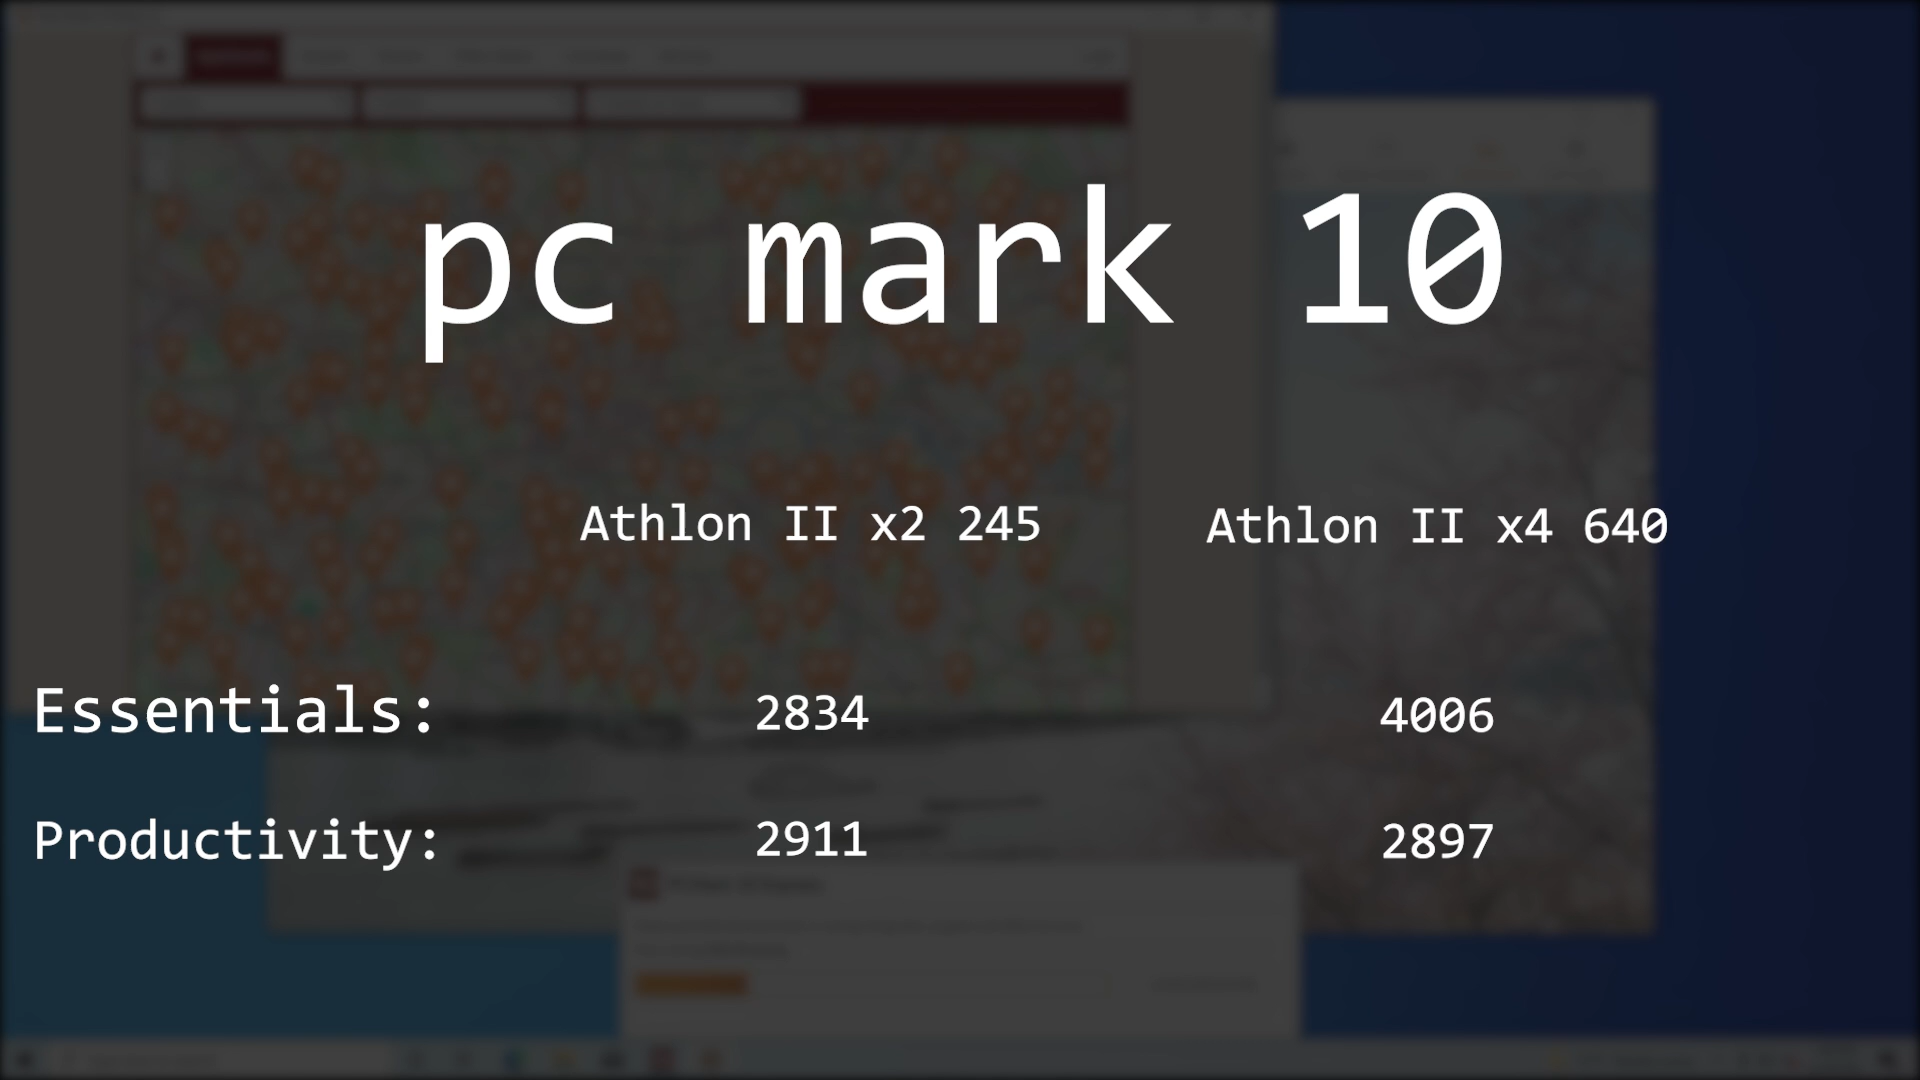 pc mark 10
Athlon II x2 245 Athlon II x4 640
Essentials: 2834 4006
Productivity: 2911 2897